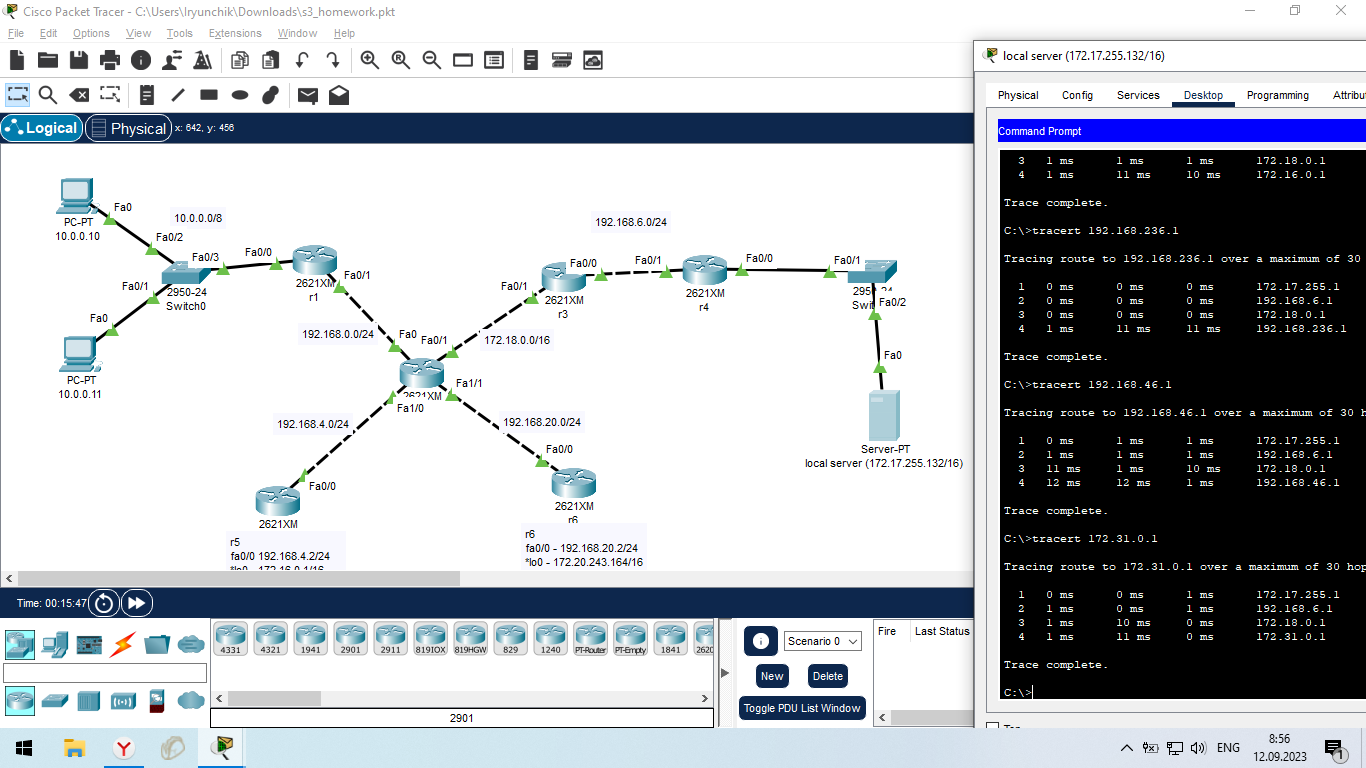 Cisco Packet Tracer - C:\Users\Iryunchik\Downloads\s3_homework.pkt
File Edit Options View Tools Extensions Window Help
Logical Physical x: 642, y: 456
PC-PT
10.0.0.10
Fa0
Fa0/2
10.0.0.0/8
Fa0/3
Fa0/1
2950-24
Switch0
Fa0
PC-PT
10.0.0.11
Fa0/0
2621XM
r1
Fa0/1
192.168.0.0/24
Fa0
Fa0/1
172.18.0.0/16
Fa0/1
Fa0/0
2621XM
r3
192.168.6.0/24
Fa0/1
Fa0/0
2621XM
r4
Fa0/1
Fa0/2
Fa0
Server-PT
local server (172.17.255.132/16)
2621XM
Fa1/1
Fa1/0
192.168.4.0/24
192.168.20.0/24
Fa0/0
2621XM
r5
fa0/0 192.168.4.2/24
*lo0 - 172.16.0.1/16
Fa0/0
2621XM
r6
r6
fa0/0 - 192.168.20.2/24
*lo0 - 172.20.243.164/16
Time: 00:15:47
4331 4321 1941 2901 2911 819IOX 819HGW 829 1240 PT-Router PT-Empty 1841 2620
2901
Scenario 0
New Delete
Toggle PDU List Window
Fire Last Status
local server (172.17.255.132/16)
Physical Config Services Desktop Programming Attribu
Command Prompt
3 1 ms 1 ms 1 ms 172.18.0.1
4 1 ms 11 ms 10 ms 172.16.0.1
Trace complete.
C:\>tracert 192.168.236.1
Tracing route to 192.168.236.1 over a maximum of 30
1 0 ms 0 ms 0 ms 172.17.255.1
2 0 ms 0 ms 0 ms 192.168.6.1
3 0 ms 0 ms 0 ms 172.18.0.1
4 1 ms 11 ms 11 ms 192.168.236.1
Trace complete.
C:\>tracert 192.168.46.1
Tracing route to 192.168.46.1 over a maximum of 30 h
1 0 ms 1 ms 1 ms 172.17.255.1
2 1 ms 1 ms 0 ms 192.168.6.1
3 11 ms 1 ms 10 ms 172.18.0.1
4 12 ms 12 ms 1 ms 192.168.46.1
Trace complete.
C:\>tracert 172.31.0.1
Tracing route to 172.31.0.1 over a maximum of 30 hop
1 0 ms 0 ms 1 ms 172.17.255.1
2 1 ms 0 ms 0 ms 192.168.6.1
3 1 ms 10 ms 0 ms 172.18.0.1
4 1 ms 11 ms 0 ms 172.31.0.1
Trace complete.
C:\>
ENG
8:56
12.09.2023
1